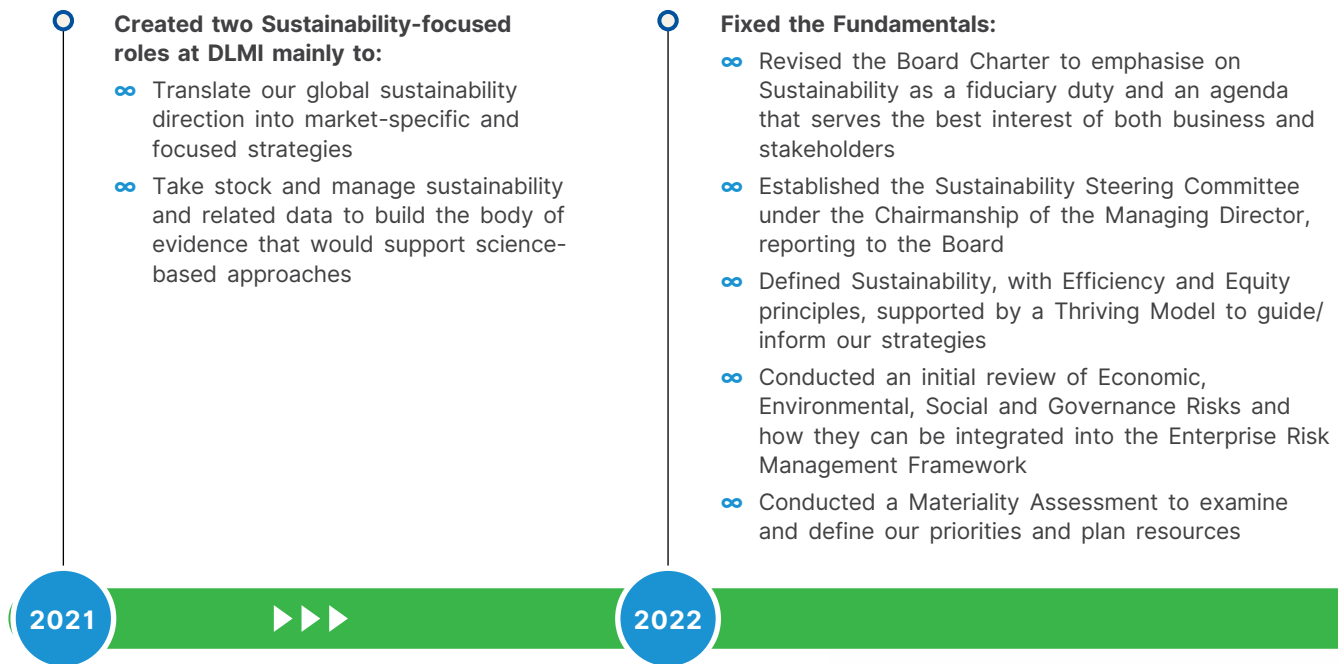 Created two Sustainability-focused
roles at DLMI mainly to:
∞ Translate our global sustainability
direction into market-specific and
focused strategies
∞ Take stock and manage sustainability
and related data to build the body of
evidence that would support science-
based approaches
2021
Fixed the Fundamentals:
∞ Revised the Board Charter to emphasise on
Sustainability as a fiduciary duty and an agenda
that serves the best interest of both business and
stakeholders
∞ Established the Sustainability Steering Committee
under the Chairmanship of the Managing Director,
reporting to the Board
∞ Defined Sustainability, with Efficiency and Equity
principles, supported by a Thriving Model to guide/
inform our strategies
∞ Conducted an initial review of Economic,
Environmental, Social and Governance Risks and
how they can be integrated into the Enterprise Risk
Management Framework
∞ Conducted a Materiality Assessment to examine
and define our priorities and plan resources
2022